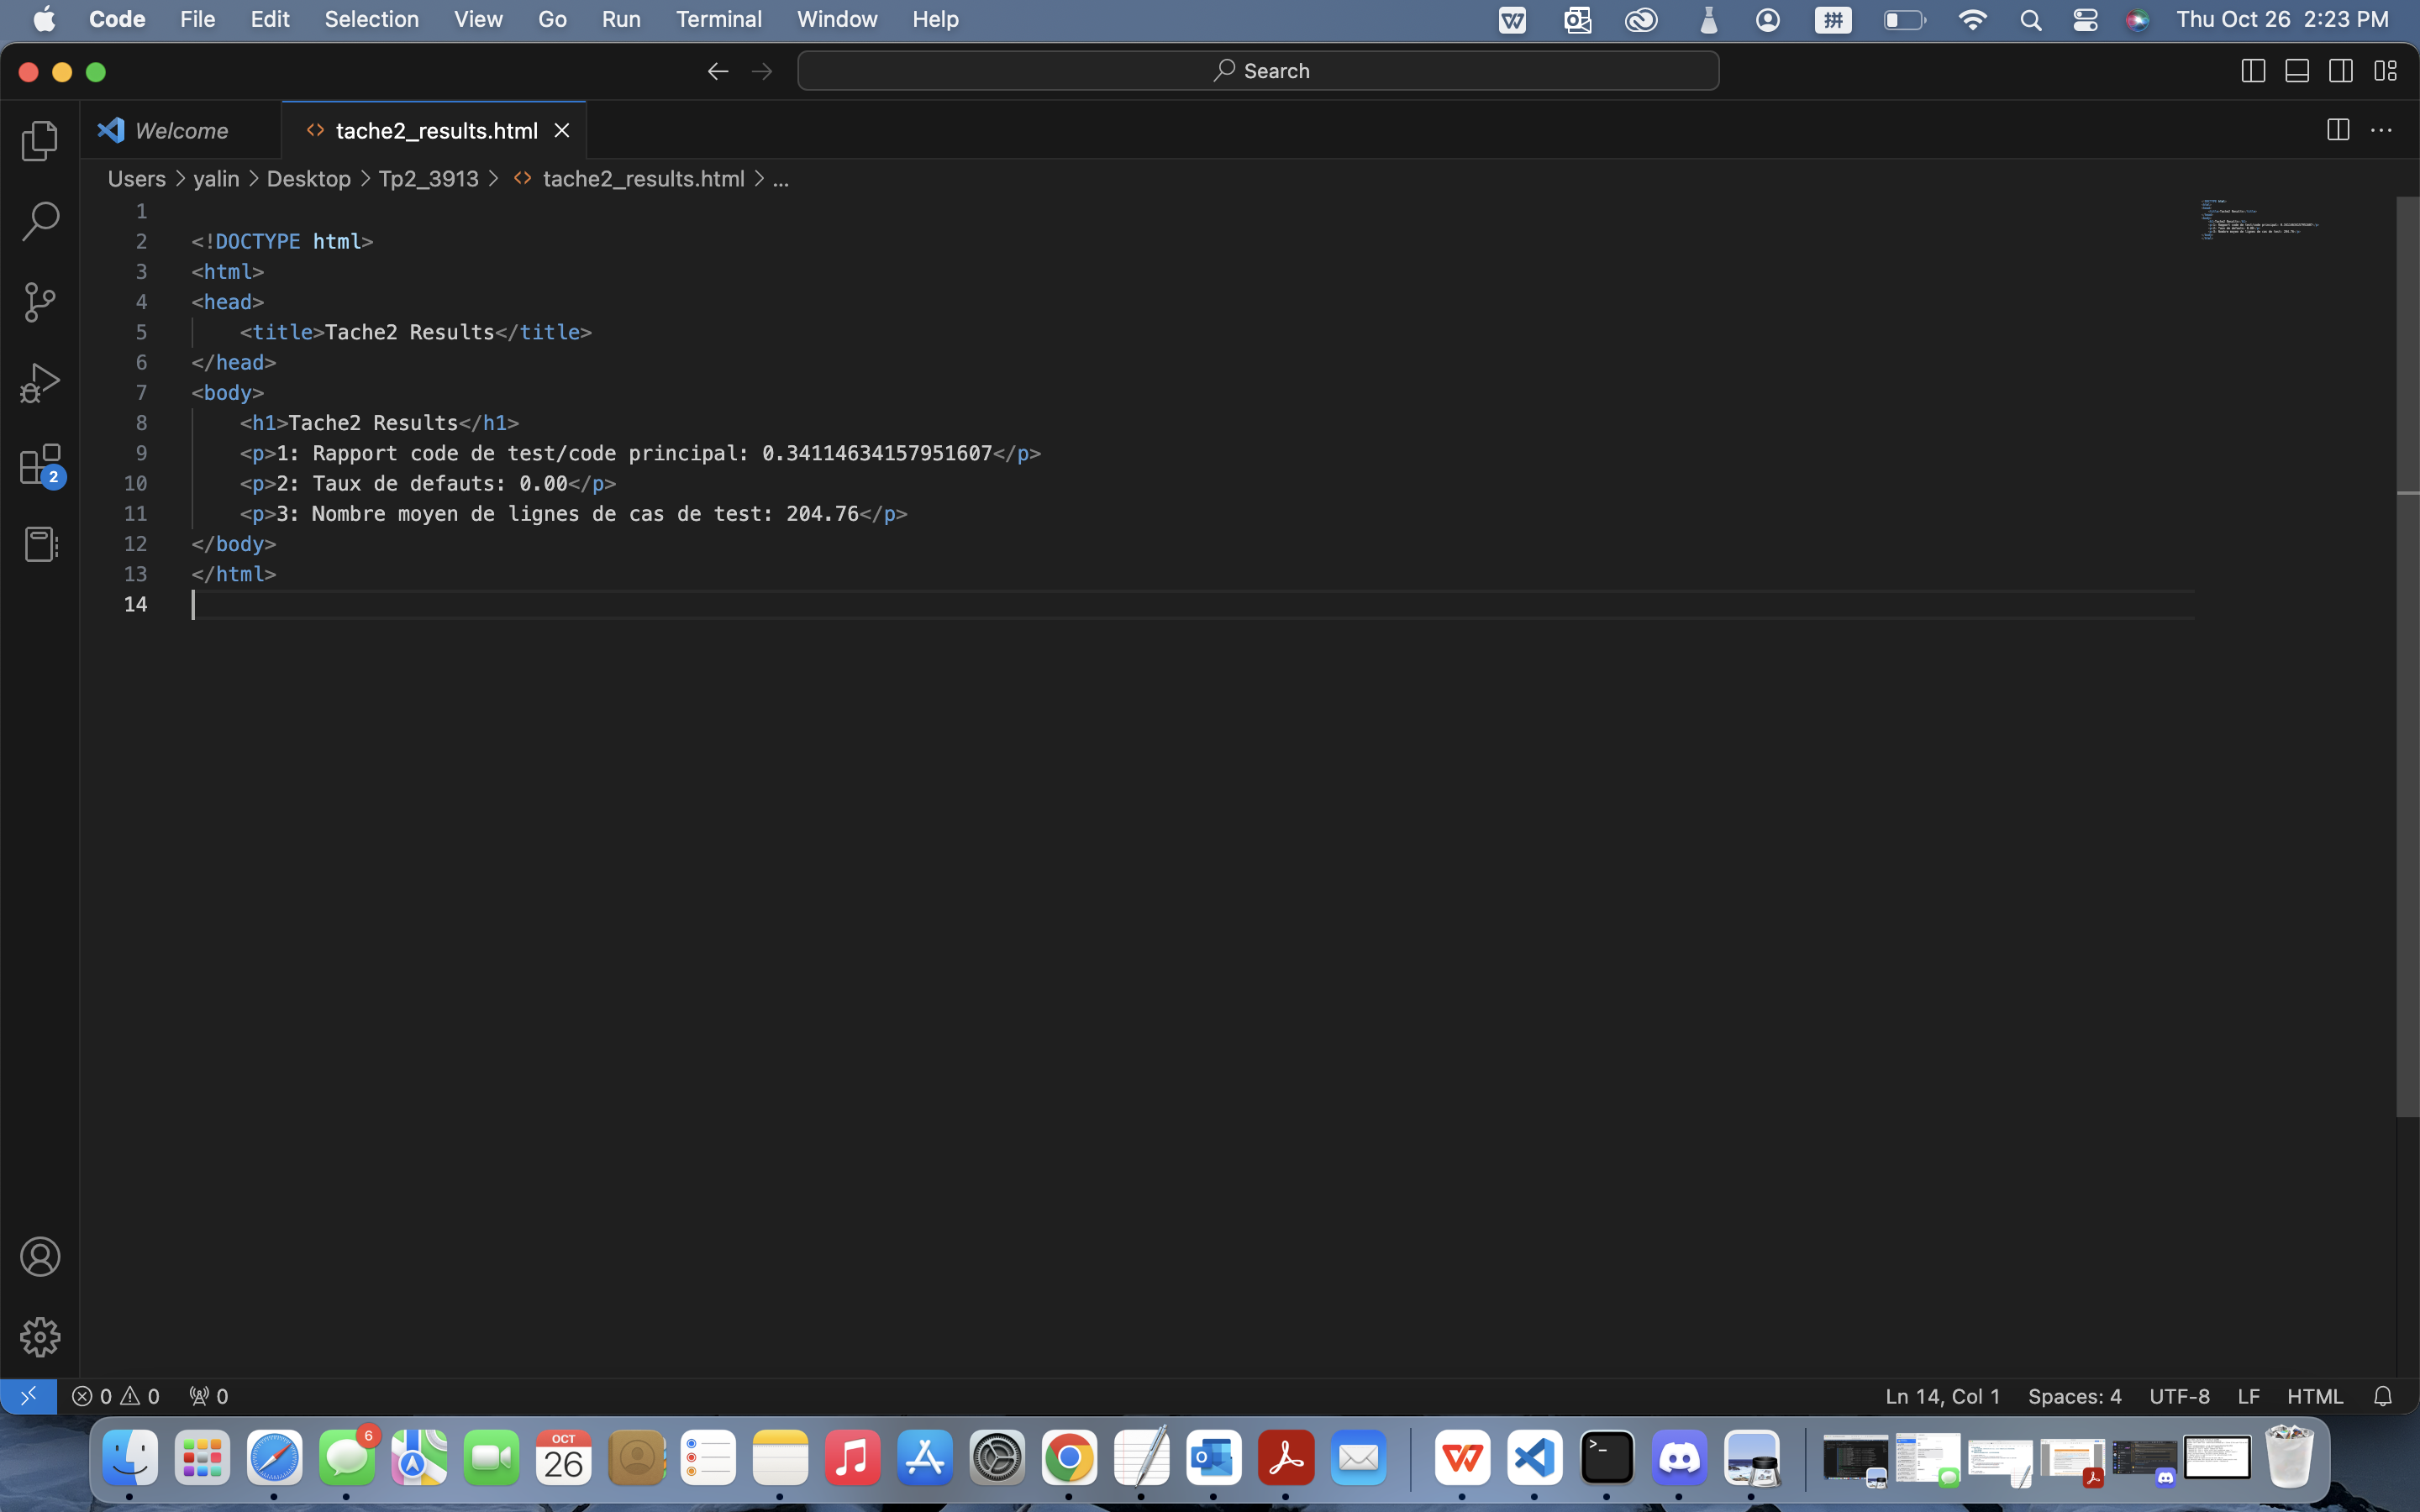 Code File Edit Selection View Go Run Terminal Window Help 拼 Thu Oct 26 2:23 PM
Search
Welcome tache2_results.html
Users > yalin > Desktop > Tp2_3913 > <> tache2_results.html > ...
1
2 <!DOCTYPE html>
3 <html>
4 <head>
5 <title>Tache2 Results</title>
6 </head>
7 <body>
8 <h1>Tache2 Results</h1>
9 <p>1: Rapport code de test/code principal: 0.34114634157951607</p>
10 <p>2: Taux de defauts: 0.00</p>
11 <p>3: Nombre moyen de lignes de cas de test: 204.76</p>
12 </body>
13 </html>
14
2
0 0 0 Ln 14, Col 1 Spaces: 4 UTF-8 LF HTML
6
OCT
26